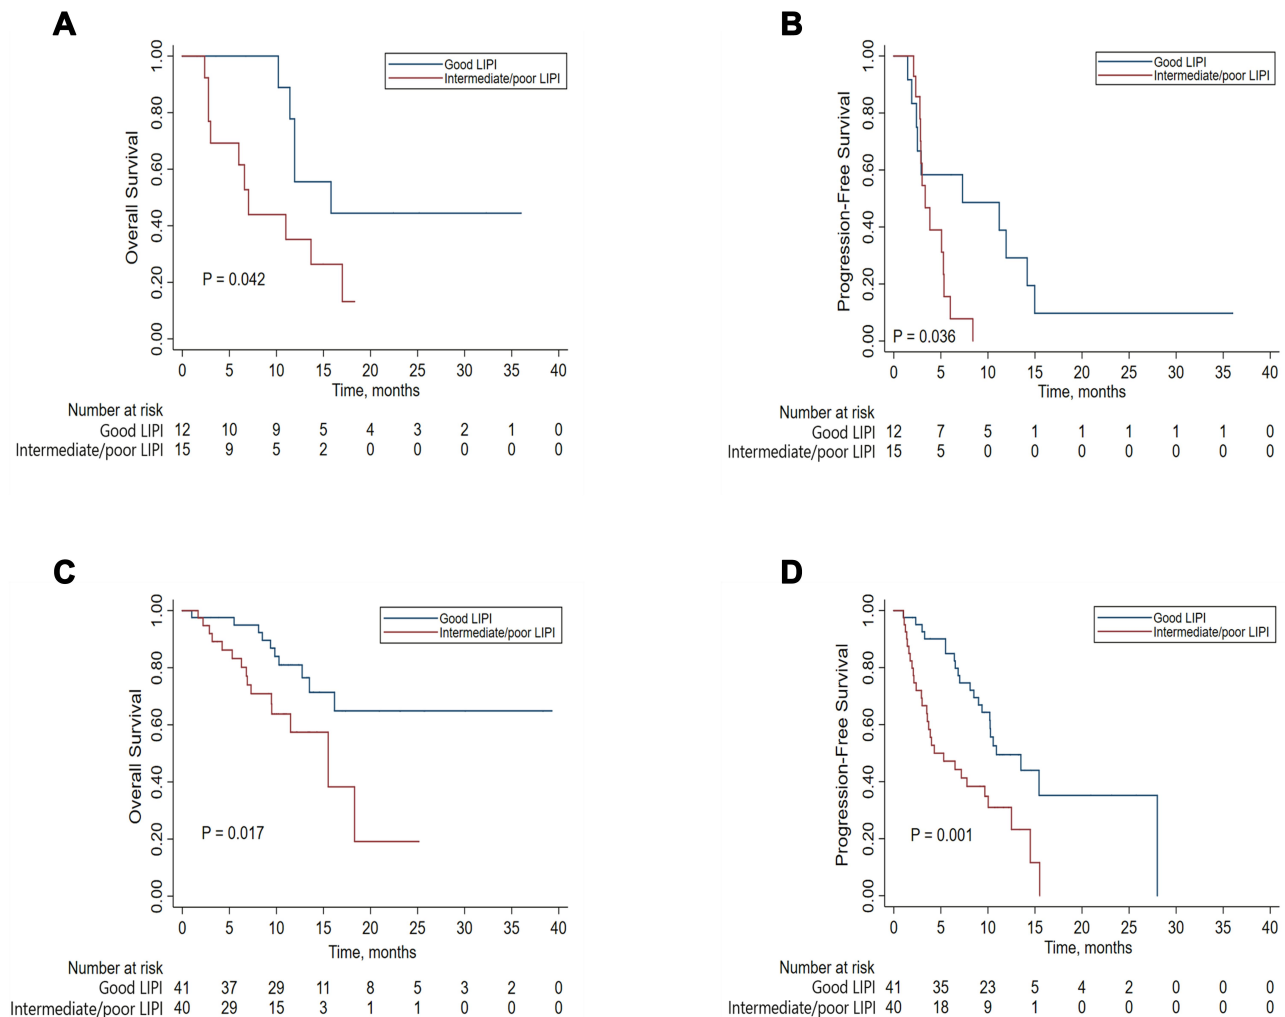 A
Good LIPI
Intermediate/poor LIPI
Overall Survival
1.00
0.80
0.60
0.40
0.20
0.00
P = 0.042
0 5 10 15 20 25 30 35 40
Time, months
Number at risk
Good LIPI 12 10 9 5 4 3 2 1 0
Intermediate/poor LIPI 15 9 5 2 0 0 0 0 0
B
Good LIPI
Intermediate/poor LIPI
Progression-Free Survival
1.00
0.80
0.60
0.40
0.20
0.00
P = 0.036
0 5 10 15 20 25 30 35 40
Time, months
Number at risk
Good LIPI 12 7 5 1 1 1 1 1 0
Intermediate/poor LIPI 15 5 0 0 0 0 0 0 0
C
Good LIPI
Intermediate/poor LIPI
Overall Survival
1.00
0.80
0.60
0.40
0.20
0.00
P = 0.017
0 5 10 15 20 25 30 35 40
Time, months
Number at risk
Good LIPI 41 37 29 11 8 5 3 2 0
Intermediate/poor LIPI 40 29 15 3 1 1 0 0 0
D
Good LIPI
Intermediate/poor LIPI
Progression-Free Survival
1.00
0.80
0.60
0.40
0.20
0.00
P = 0.001
0 5 10 15 20 25 30 35 40
Time, months
Number at risk
Good LIPI 41 35 23 5 4 2 0 0 0
Intermediate/poor LIPI 40 18 9 1 0 0 0 0 0